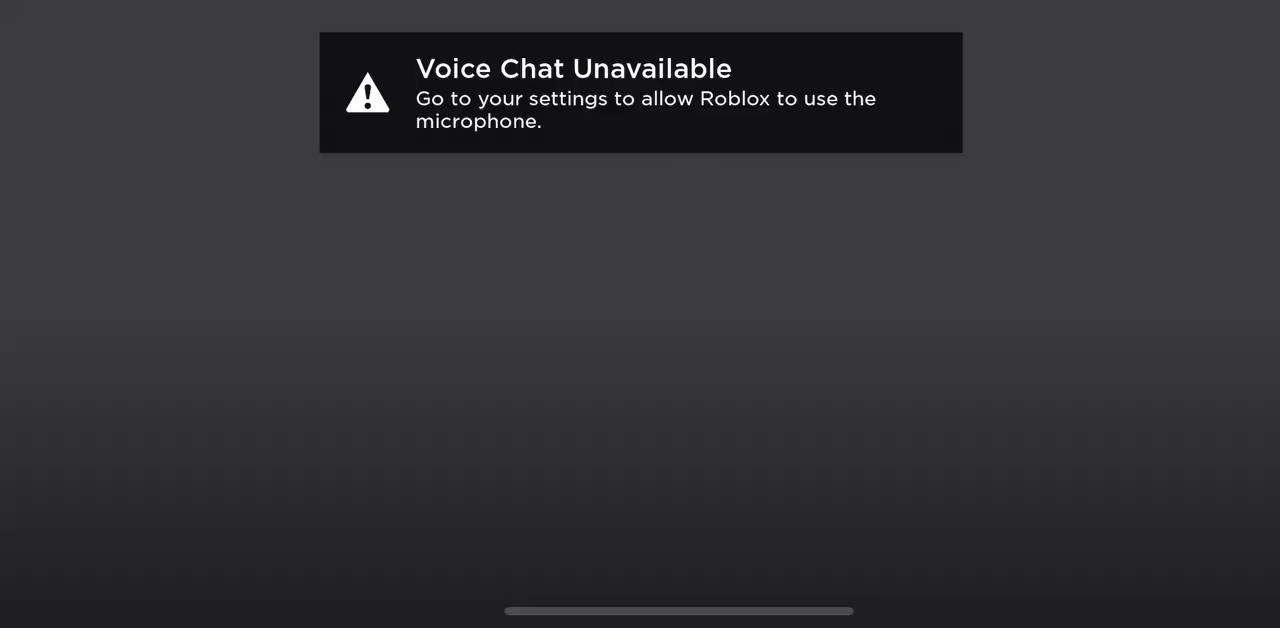 Voice Chat Unavailable
Go to your settings to allow Roblox to use the
microphone.